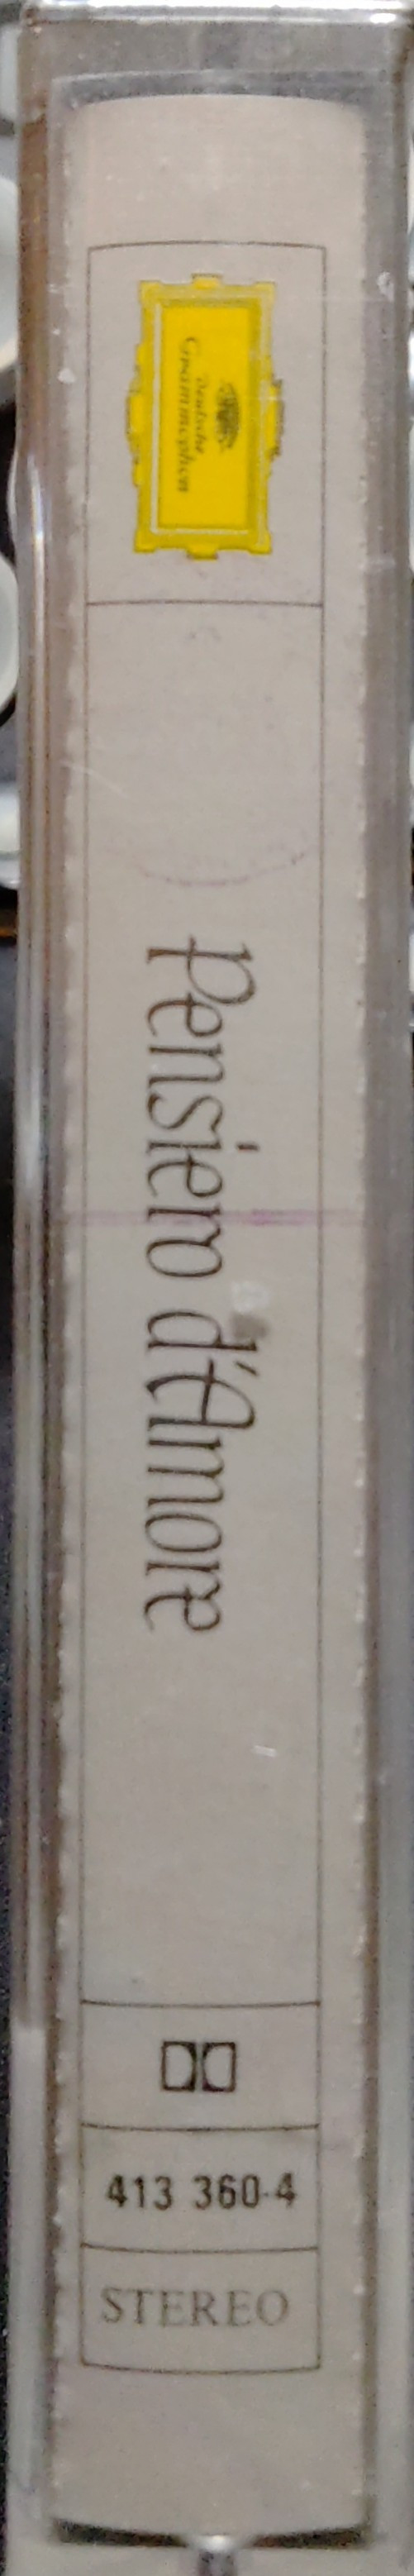 Deutsche
Grammophon
Pensiero d'Amore
413 360-4
STEREO